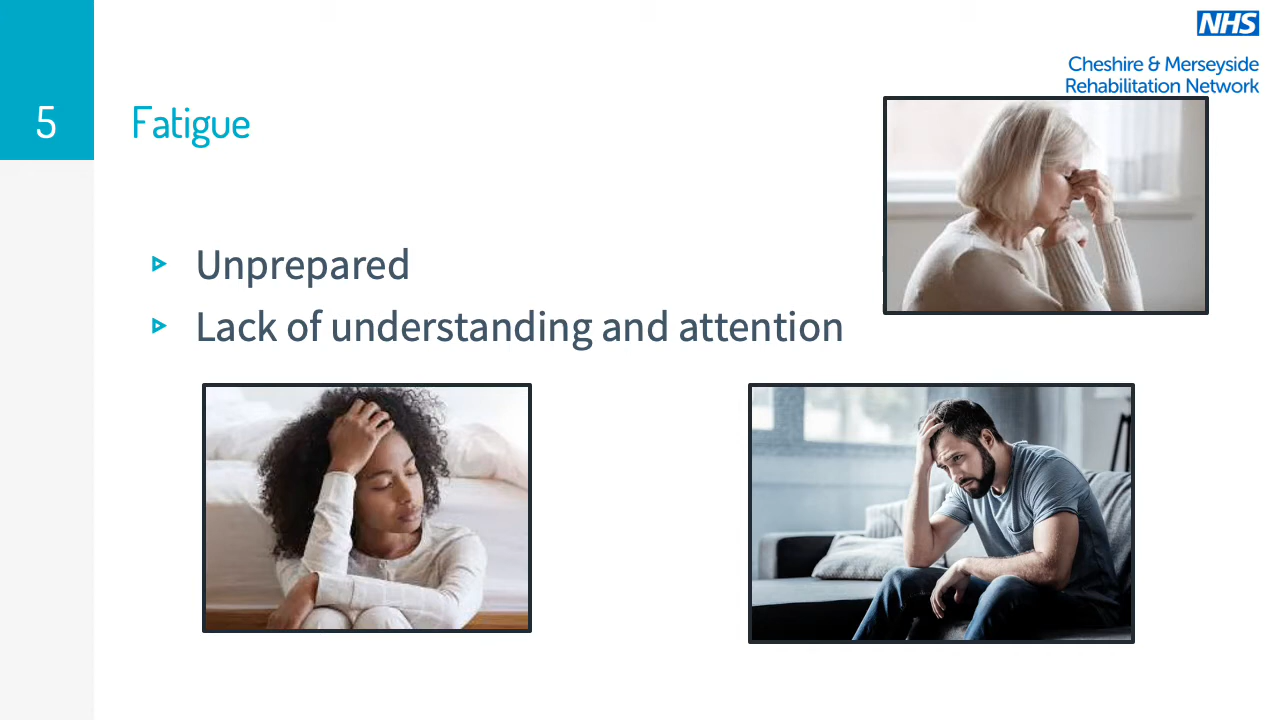 NHS
Cheshire & Merseyside
Rehabilitation Network
5
Fatigue
Unprepared
Lack of understanding and attention